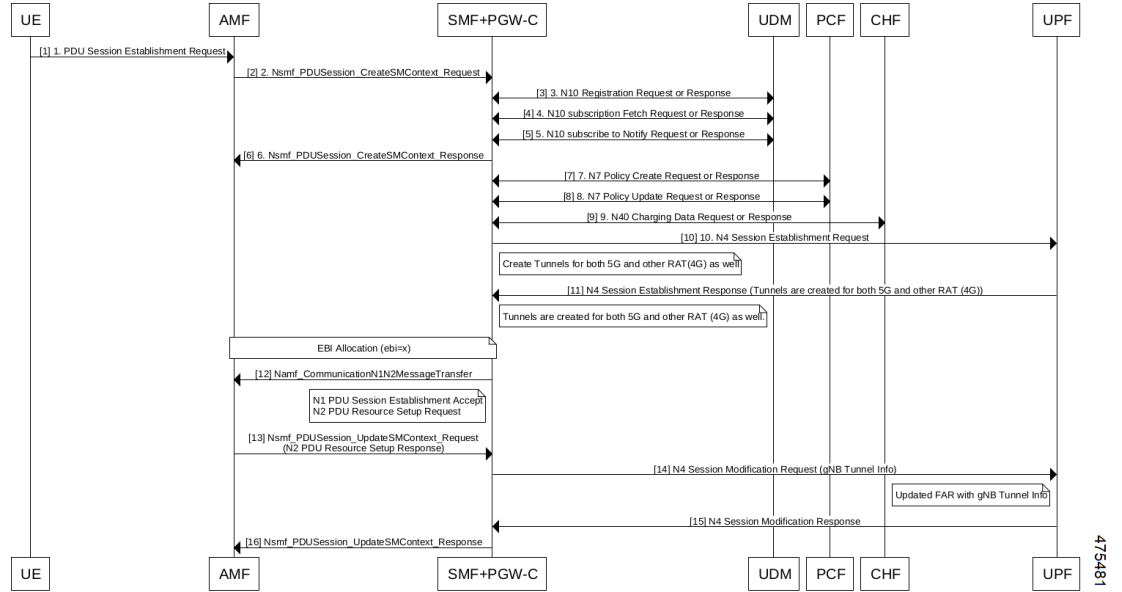 UE AMF SMF+PGW-C UDM PCF CHF UPF
[1] 1. PDU Session Establishment Request
[2] 2. Nsmf_PDUSession_CreateSMContext_Request
[3] 3. N10 Registration Request or Response
[4] 4. N10 subscription Fetch Request or Response
[5] 5. N10 subscribe to Notify Request or Response
[6] 6. Nsmf_PDUSession_CreateSMContext_Response
[7] 7. N7 Policy Create Request or Response
[8] 8. N7 Policy Update Request or Response
[9] 9. N40 Charging Data Request or Response
[10] 10. N4 Session Establishment Request
Create Tunnels for both 5G and other RAT(4G) as well
[11] N4 Session Establishment Response (Tunnels are created for both 5G and other RAT (4G))
Tunnels are created for both 5G and other RAT (4G) as well.
EBI Allocation (ebi=x)
[12] Namf_CommunicationN1N2MessageTransfer
N1 PDU Session Establishment Accept
N2 PDU Resource Setup Request
[13] Nsmf_PDUSession_UpdateSMContext_Request
(N2 PDU Resource Setup Response)
[14] N4 Session Modification Request (gNB Tunnel Info)
Updated FAR with gNB Tunnel Info
[15] N4 Session Modification Response
[16] Nsmf_PDUSession_UpdateSMContext_Response
UE AMF SMF+PGW-C UDM PCF CHF UPF
475481